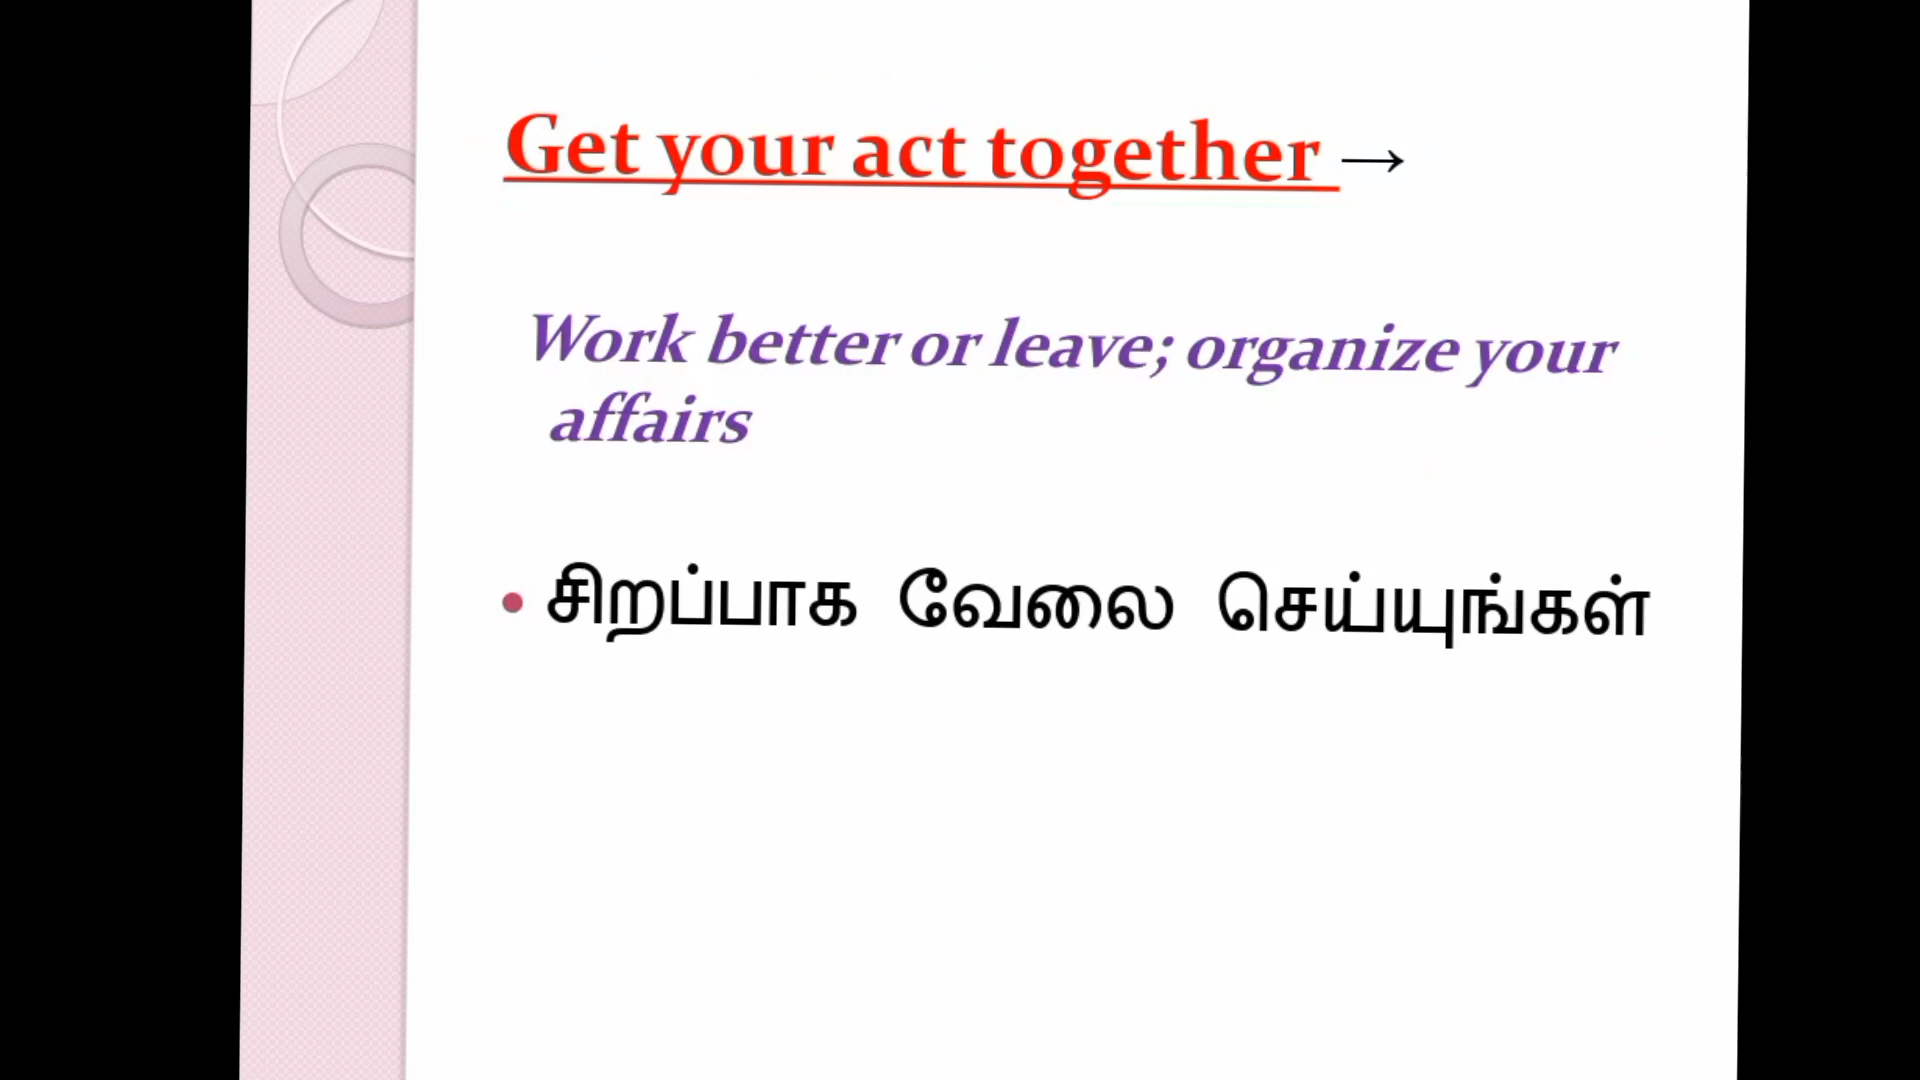 Get your act together →
Work better or leave; organize your
affairs
• சிறப்பாக வேலை செய்யுங்கள்